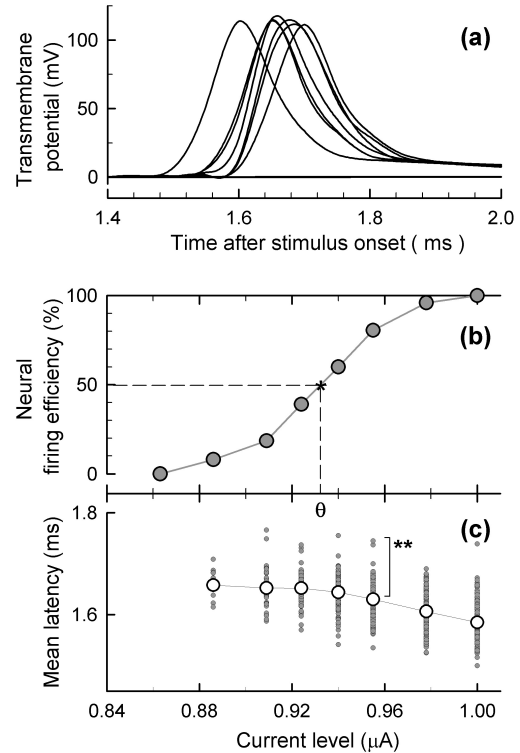 (a)
Transmembrane
potential (mV)
100
50
0
1.4
1.6
1.8
2.0
Time after stimulus onset ( ms )
(b)
Neural
firing efficiency (%)
100
50
0
*
θ
(c)
Mean latency (ms)
1.8
1.6
**
0.84
0.88
0.92
0.96
1.00
Current level (μA)